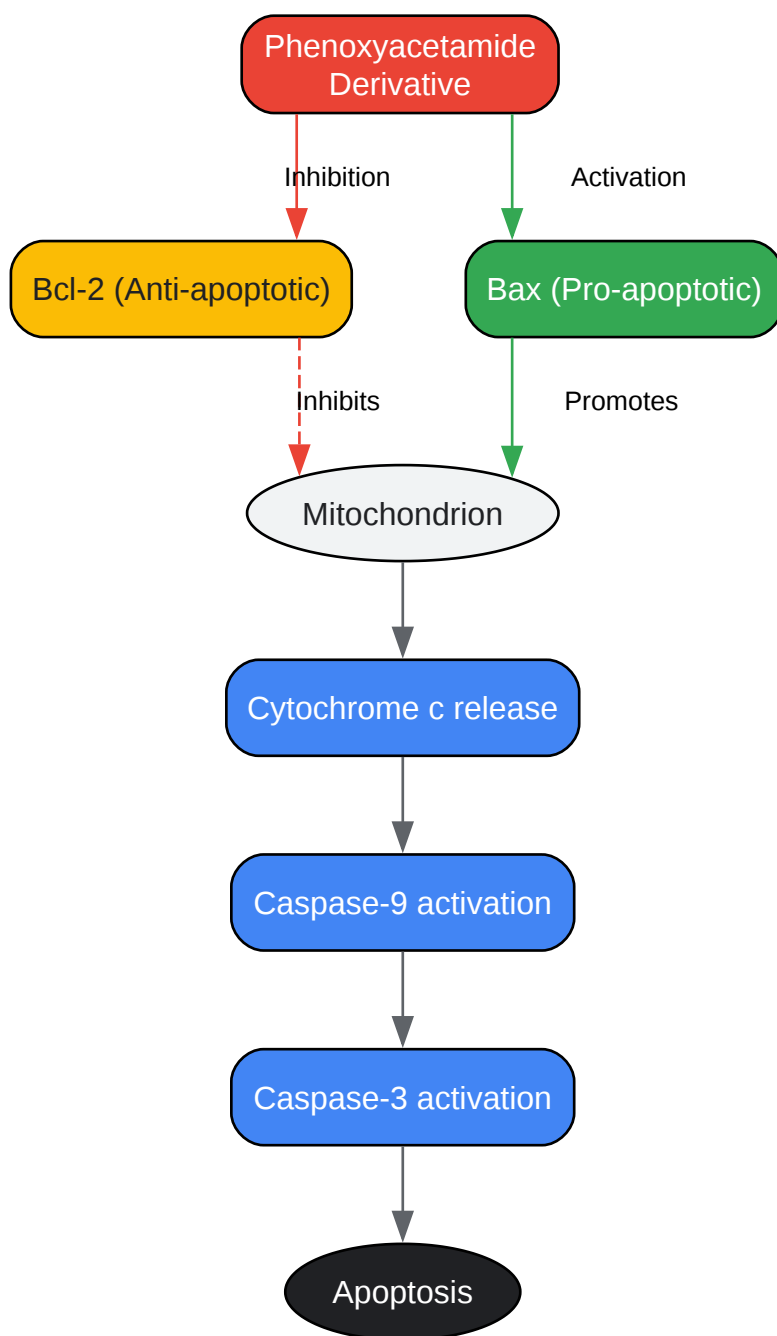 Phenoxyacetamide
Derivative
Inhibition
Activation
Bcl-2 (Anti-apoptotic)
Bax (Pro-apoptotic)
Inhibits
Promotes
Mitochondrion
Cytochrome c release
Caspase-9 activation
Caspase-3 activation
Apoptosis